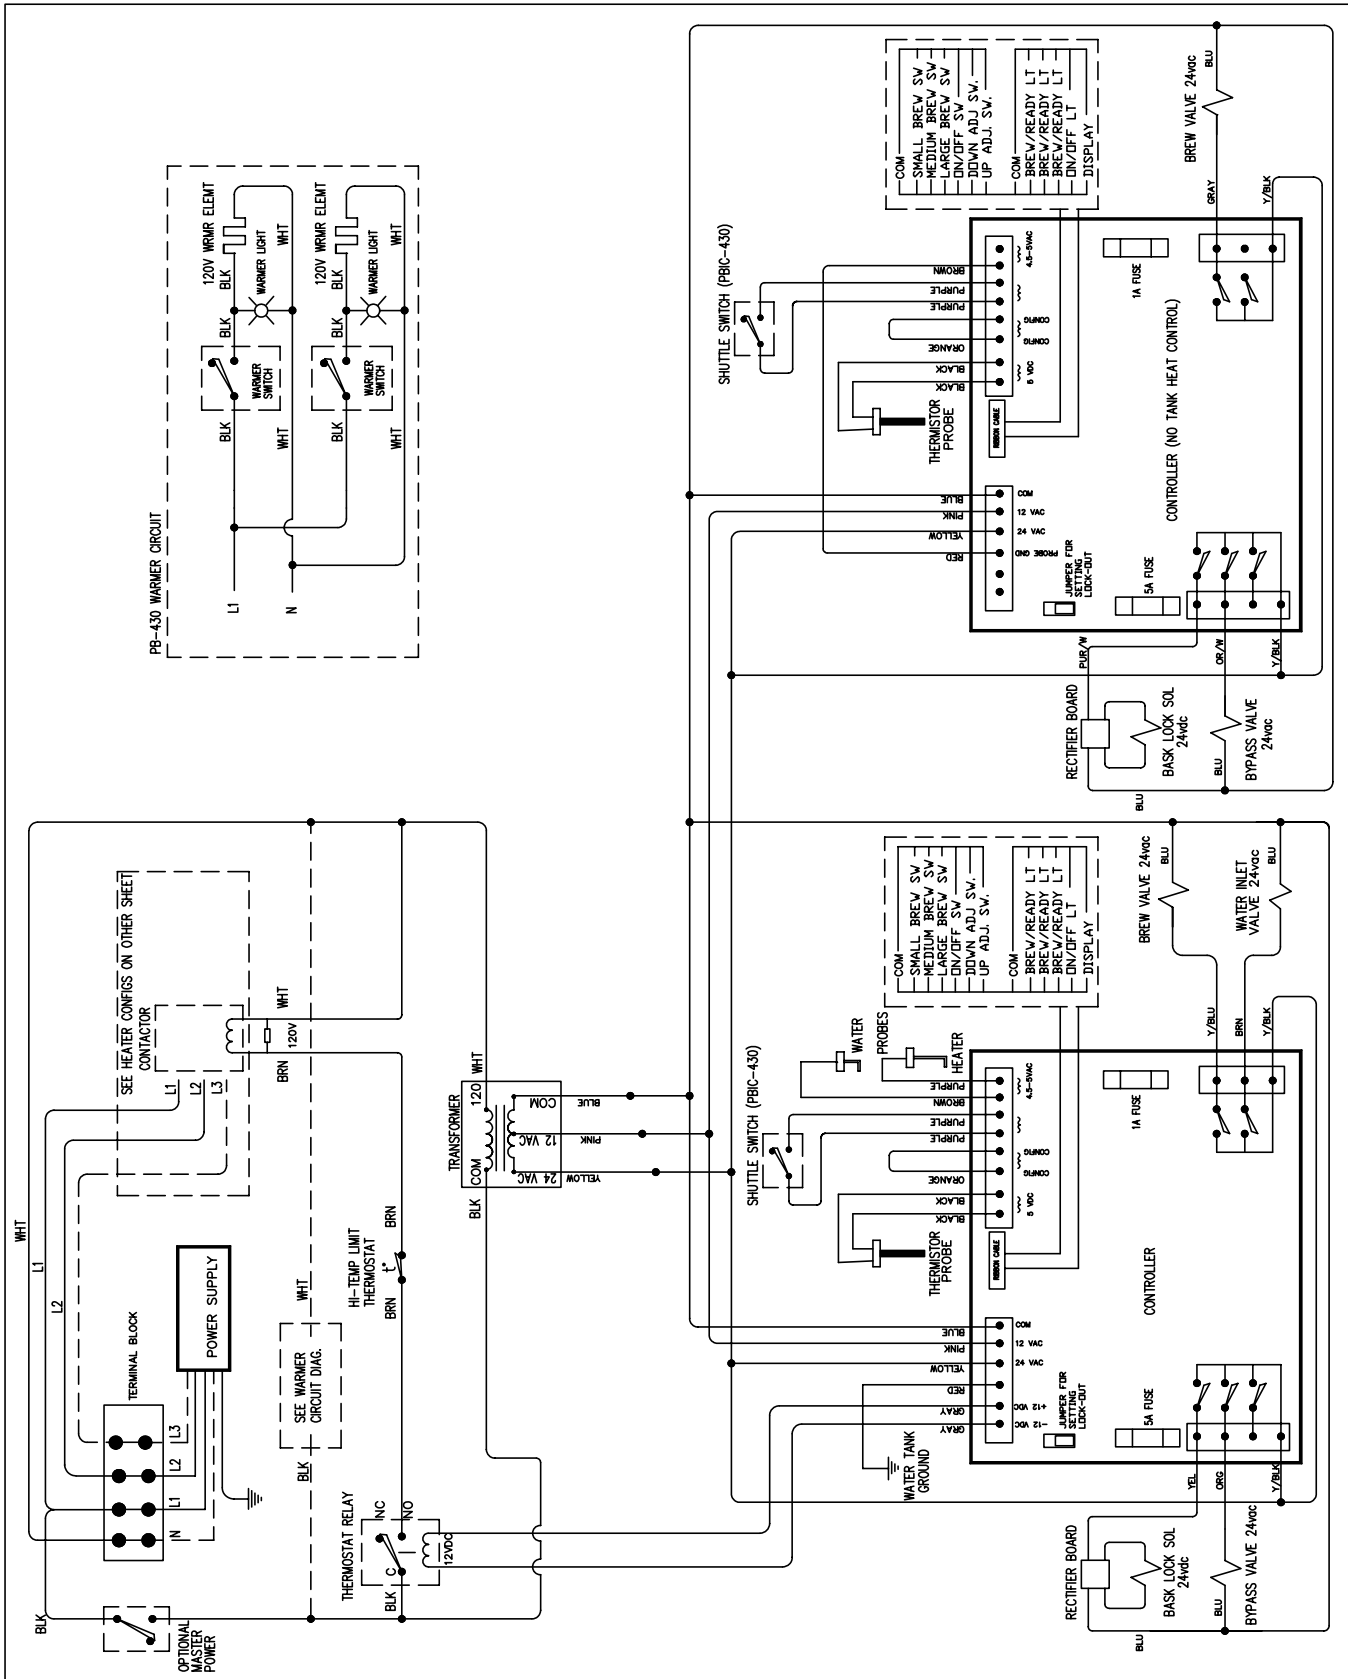 PB-430 WARMER CIRCUIT
L1
N
BLK
WHT
WARMER
SWITCH
BLK
BLK
120V WRMR ELEMT
WARMER LIGHT
WHT
BLK
WHT
WARMER
SWITCH
BLK
BLK
120V WRMR ELEMT
WARMER LIGHT
WHT
SHUTTLE SWITCH (PBIC-430)
COM
SMALL BREW SW
MEDIUM BREW SW
LARGE BREW SW
ON/OFF SW
DOWN ADJ SW.
UP ADJ. SW.
COM
BREW/READY LT
BREW/READY LT
BREW/READY LT
ON/OFF LT
DISPLAY
BREW VALVE 24vac
BLU
GRAY
Y/BLK
BROWN
PURPLE
PURPLE
ORANGE
BLACK
BLACK
4.5-5VAC
CONFIG
CONFIG
5 VDC
RIBBON CABLE
THERMISTOR
PROBE
1A FUSE
CONTROLLER (NO TANK HEAT CONTROL)
BLUE
PINK
YELLOW
RED
COM
12 VAC
24 VAC
PROBE GND
JUMPER FOR
SETTING
LOCK-OUT
5A FUSE
PUR/W
OR/W
Y/BLK
RECTIFIER BOARD
BASK LOCK SOL
24vdc
BYPASS VALVE
24vac
BLU
BLU
WHT
L1
L2
SEE HEATER CONFIGS ON OTHER SHEET
CONTACTOR
L1
L2
L3
WHT
BRN
120V
POWER SUPPLY
TERMINAL BLOCK
L3
L2
L1
N
BLK
OPTIONAL
MASTER
POWER
WHT
SEE WARMER
CIRCUIT DIAG.
BLK
HI-TEMP LIMIT
THERMOSTAT
t°
BRN
BRN
THERMOSTAT RELAY
NC
NO
C
12VDC
BLK
TRANSFORMER
120
COM
WHT
BLK
COM
12 VAC
24 VAC
BLUE
PINK
YELLOW
SHUTTLE SWITCH (PBIC-430)
WATER
PROBES
HEATER
COM
SMALL BREW SW
MEDIUM BREW SW
LARGE BREW SW
ON/OFF SW
DOWN ADJ SW.
UP ADJ. SW.
COM
BREW/READY LT
BREW/READY LT
BREW/READY LT
ON/OFF LT
DISPLAY
BREW VALVE 24vac
BLU
WATER INLET
VALVE 24vac
BLU
Y/BLU
BRN
Y/BLK
PURPLE
BROWN
PURPLE
PURPLE
ORANGE
BLACK
BLACK
4.5-5VAC
CONFIG
CONFIG
5 VDC
RIBBON CABLE
THERMISTOR
PROBE
1A FUSE
CONTROLLER
BLUE
PINK
YELLOW
RED
GRAY
GRAY
COM
12 VAC
24 VAC
+12 VDC
-12 VDC
WATER TANK
GROUND
JUMPER FOR
SETTING
LOCK-OUT
5A FUSE
YEL
ORG
Y/BLK
RECTIFIER BOARD
BASK LOCK SOL
24vdc
BYPASS VALVE 24vac
BLU
BLU